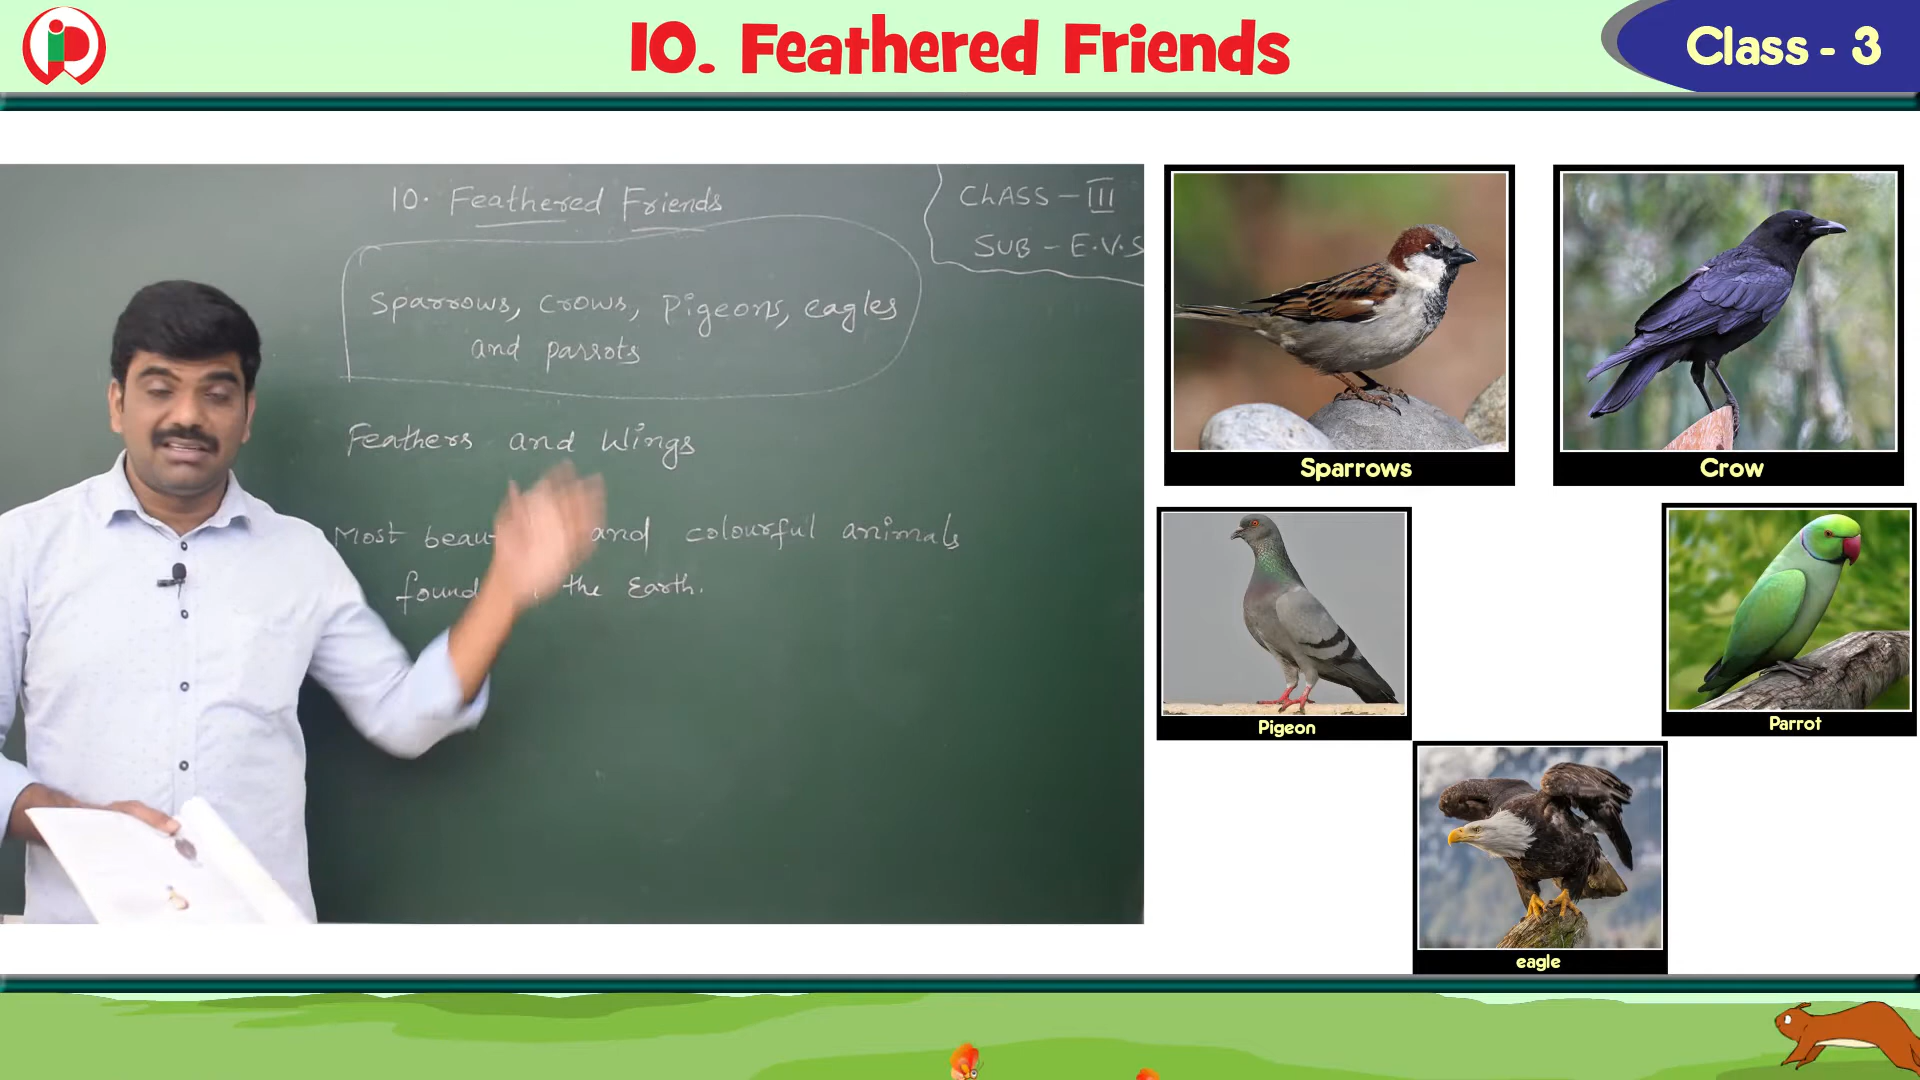 10. Feathered Friends
Class - 3
10. Feathered Friends
CLASS - III
SUB - E.V.S
Sparrows, Crows, Pigeons, eagles
and parrots
Feathers and Wings
Most and colourful animals
found the Earth.
Sparrows
Crow
Pigeon
Parrot
eagle